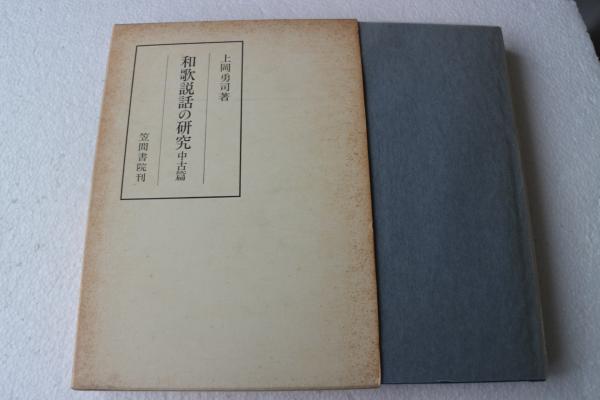 上岡勇司著
和歌説話の研究 中古篇
笠間書院刊